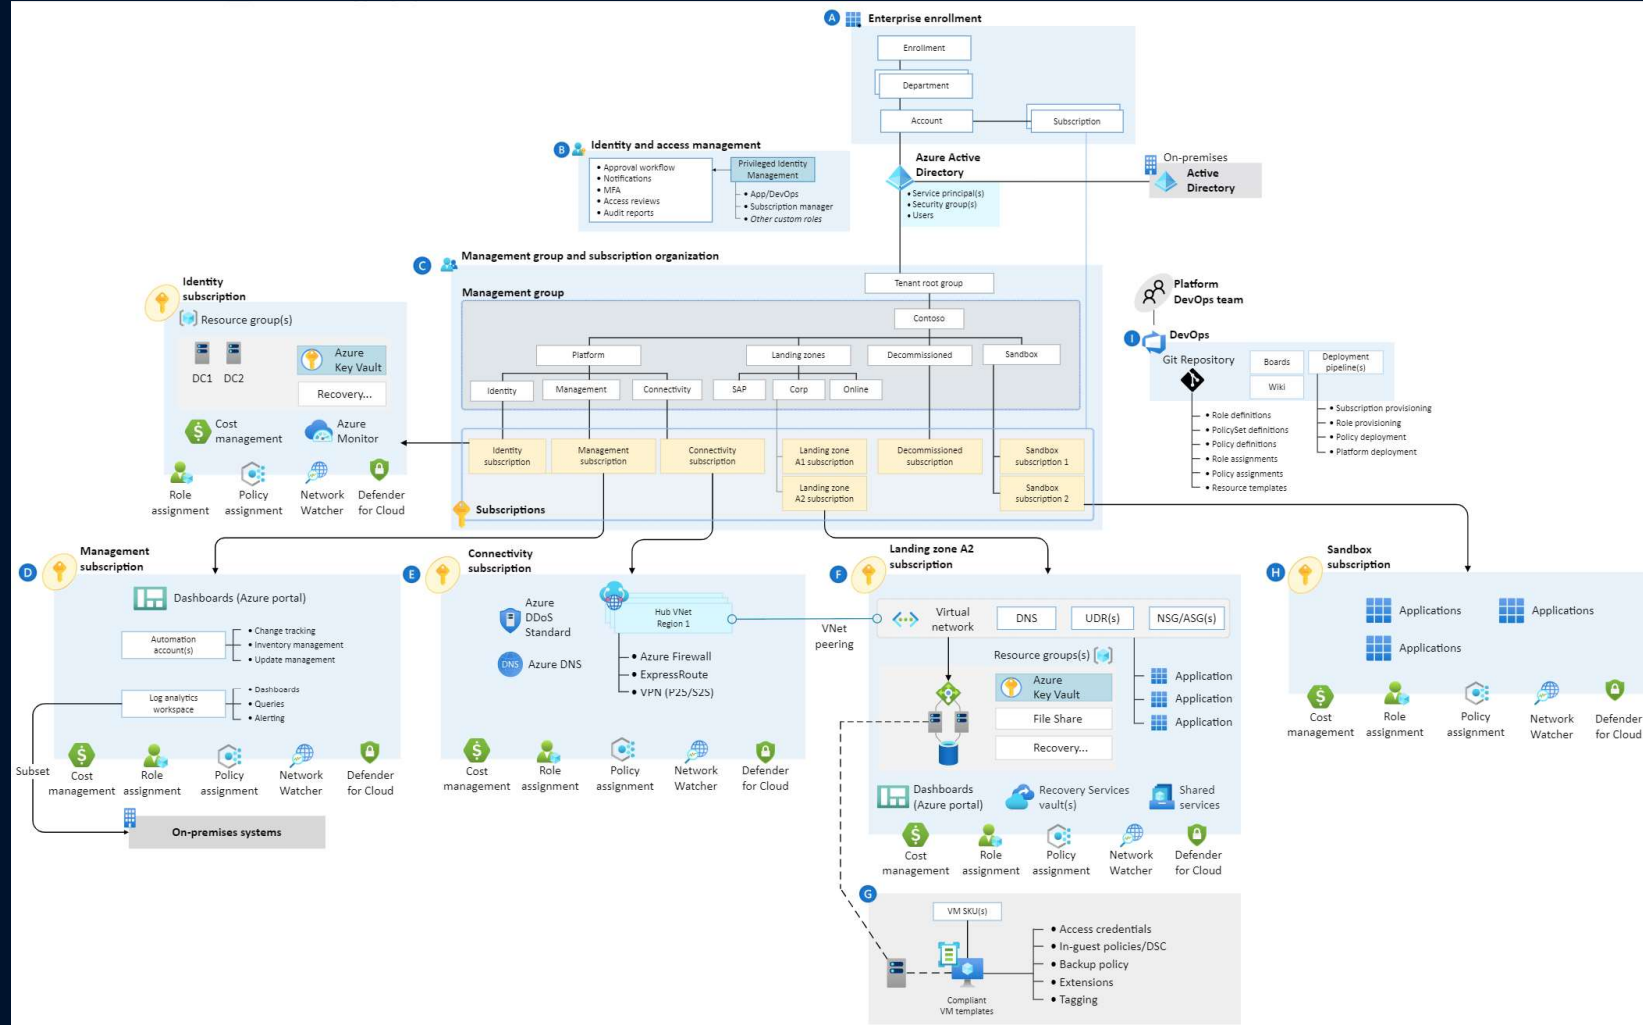 A
Enterprise enrollment
Enrollment
Department
Account
Subscription
B
Identity and access management
• Approval workflow
• Notifications
• MFA
• Access reviews
• Audit reports
Privileged Identity
Management
• App/DevOps
• Subscription manager
• Other custom roles
Azure Active
Directory
• Service principal(s)
• Security group(s)
• Users
On-premises
Active
Directory
C
Management group and subscription organization
Tenant root group
Management group
Contoso
Platform
Landing zones
Decommissioned
Sandbox
Identity
Management
Connectivity
SAP
Corp
Online
Identity
subscription
Management
subscription
Connectivity
subscription
Landing zone
A1 subscription
Decommissioned
subscription
Sandbox
subscription 1
Landing zone
A2 subscription
Sandbox
subscription 2
Subscriptions
Identity
subscription
Resource group(s)
DC1
DC2
Azure
Key Vault
Recovery...
Cost
management
Azure
Monitor
Role
assignment
Policy
assignment
Network
Watcher
Defender
for Cloud
Platform
DevOps team
I
DevOps
Git Repository
Boards
Wiki
Deployment
pipeline(s)
• Role definitions
• PolicySet definitions
• Policy definitions
• Role assignments
• Policy assignments
• Resource templates
• Subscription provisioning
• Role provisioning
• Policy deployment
• Platform deployment
D
Management
subscription
Dashboards (Azure portal)
Automation
account(s)
• Change tracking
• Inventory management
• Update management
Log analytics
workspace
• Dashboards
• Queries
• Alerting
Subset
Cost
management
Role
assignment
Policy
assignment
Network
Watcher
Defender
for Cloud
On-premises systems
E
Connectivity
subscription
Azure
DDoS
Standard
DNS
Azure DNS
Hub VNet
Region 1
• Azure Firewall
• ExpressRoute
• VPN (P2S/S2S)
Cost
management
Role
assignment
Policy
assignment
Network
Watcher
Defender
for Cloud
VNet
peering
F
Landing zone A2
subscription
Virtual
network
DNS
UDR(s)
NSG/ASG(s)
Resource groups(s)
Azure
Key Vault
File Share
Recovery...
Application
Application
Application
Dashboards
(Azure portal)
Recovery Services
vault(s)
Shared
services
Cost
management
Role
assignment
Policy
assignment
Network
Watcher
Defender
for Cloud
G
VM SKU(s)
Compliant
VM templates
• Access credentials
• In-guest policies/DSC
• Backup policy
• Extensions
• Tagging
H
Sandbox
subscription
Applications
Applications
Applications
Cost
management
Role
assignment
Policy
assignment
Network
Watcher
Defender
for Cloud